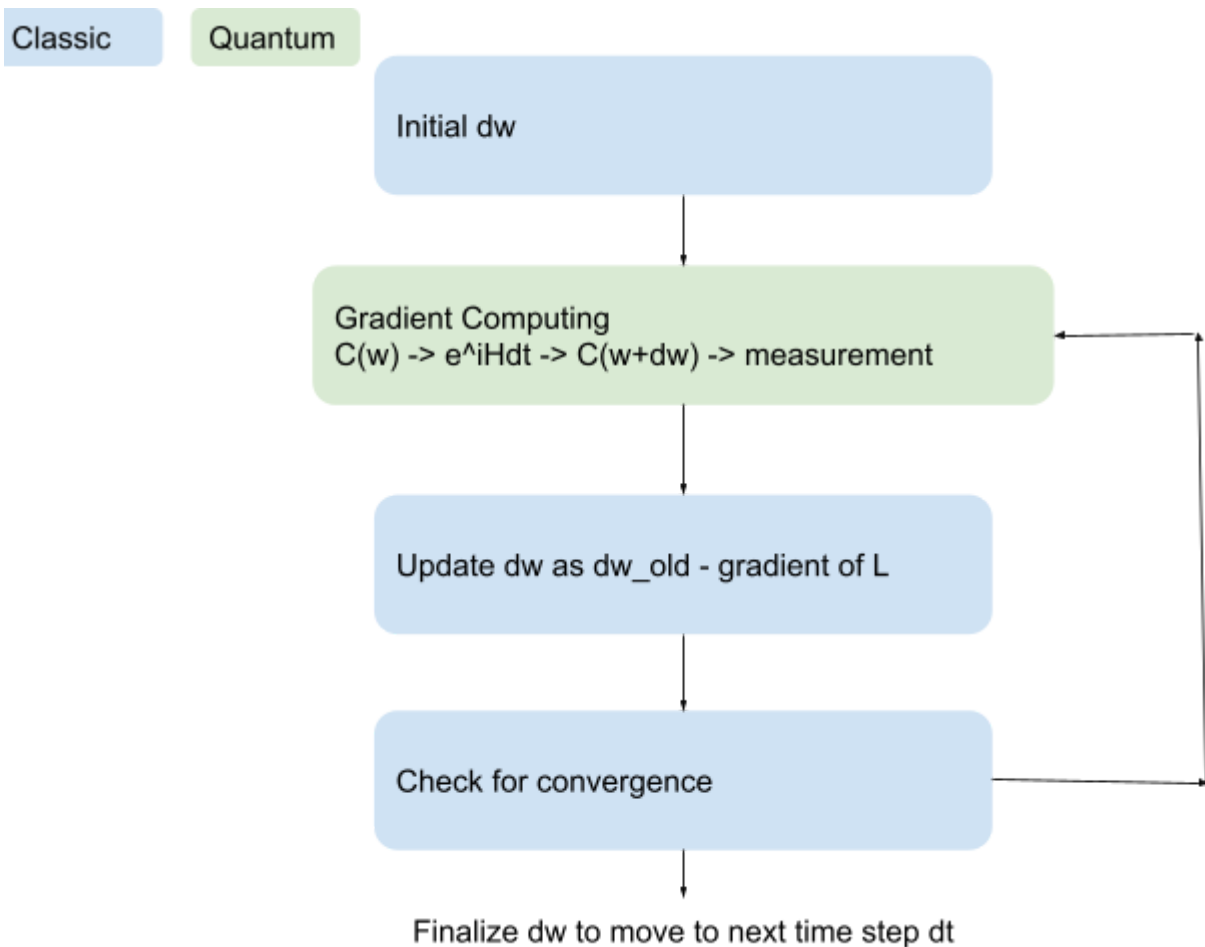 Classic
Quantum
Initial dw
Gradient Computing
C(w) -> e^iHdt -> C(w+dw) -> measurement
Update dw as dw_old - gradient of L
Check for convergence
Finalize dw to move to next time step dt